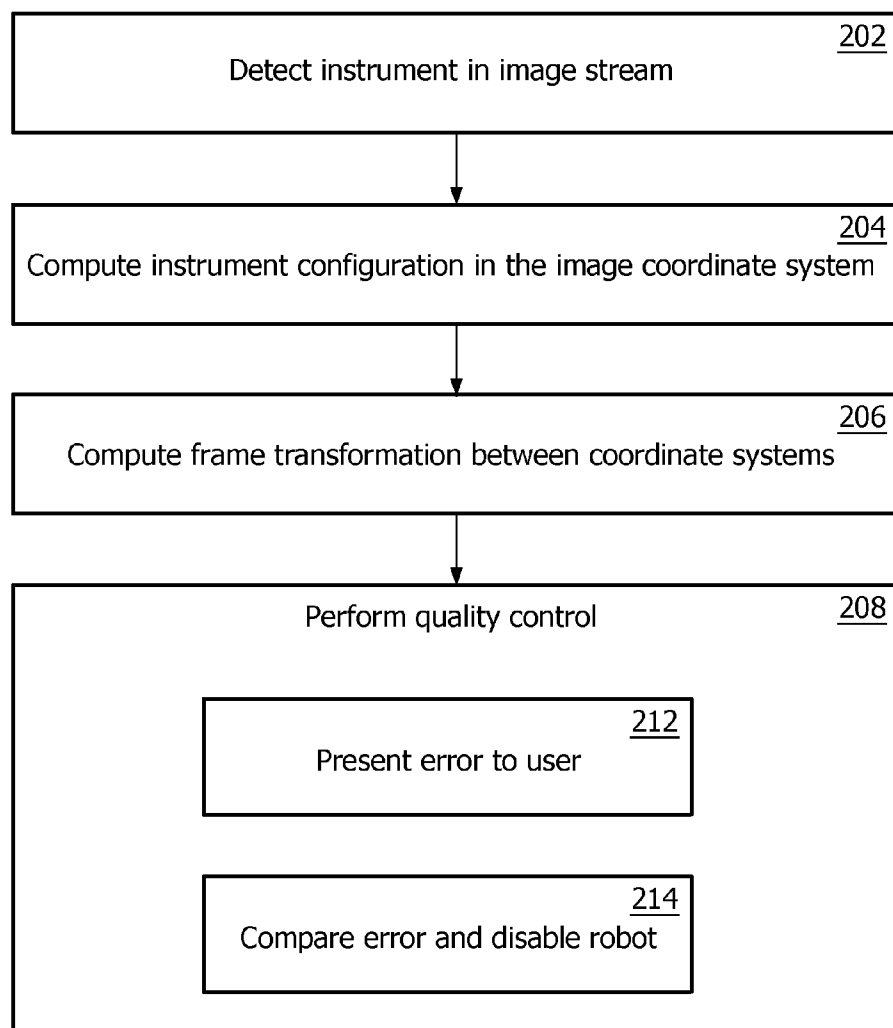 202
Detect instrument in image stream
204
Compute instrument configuration in the image coordinate system
206
Compute frame transformation between coordinate systems
Perform quality control 208
212
Present error to user
214
Compare error and disable robot